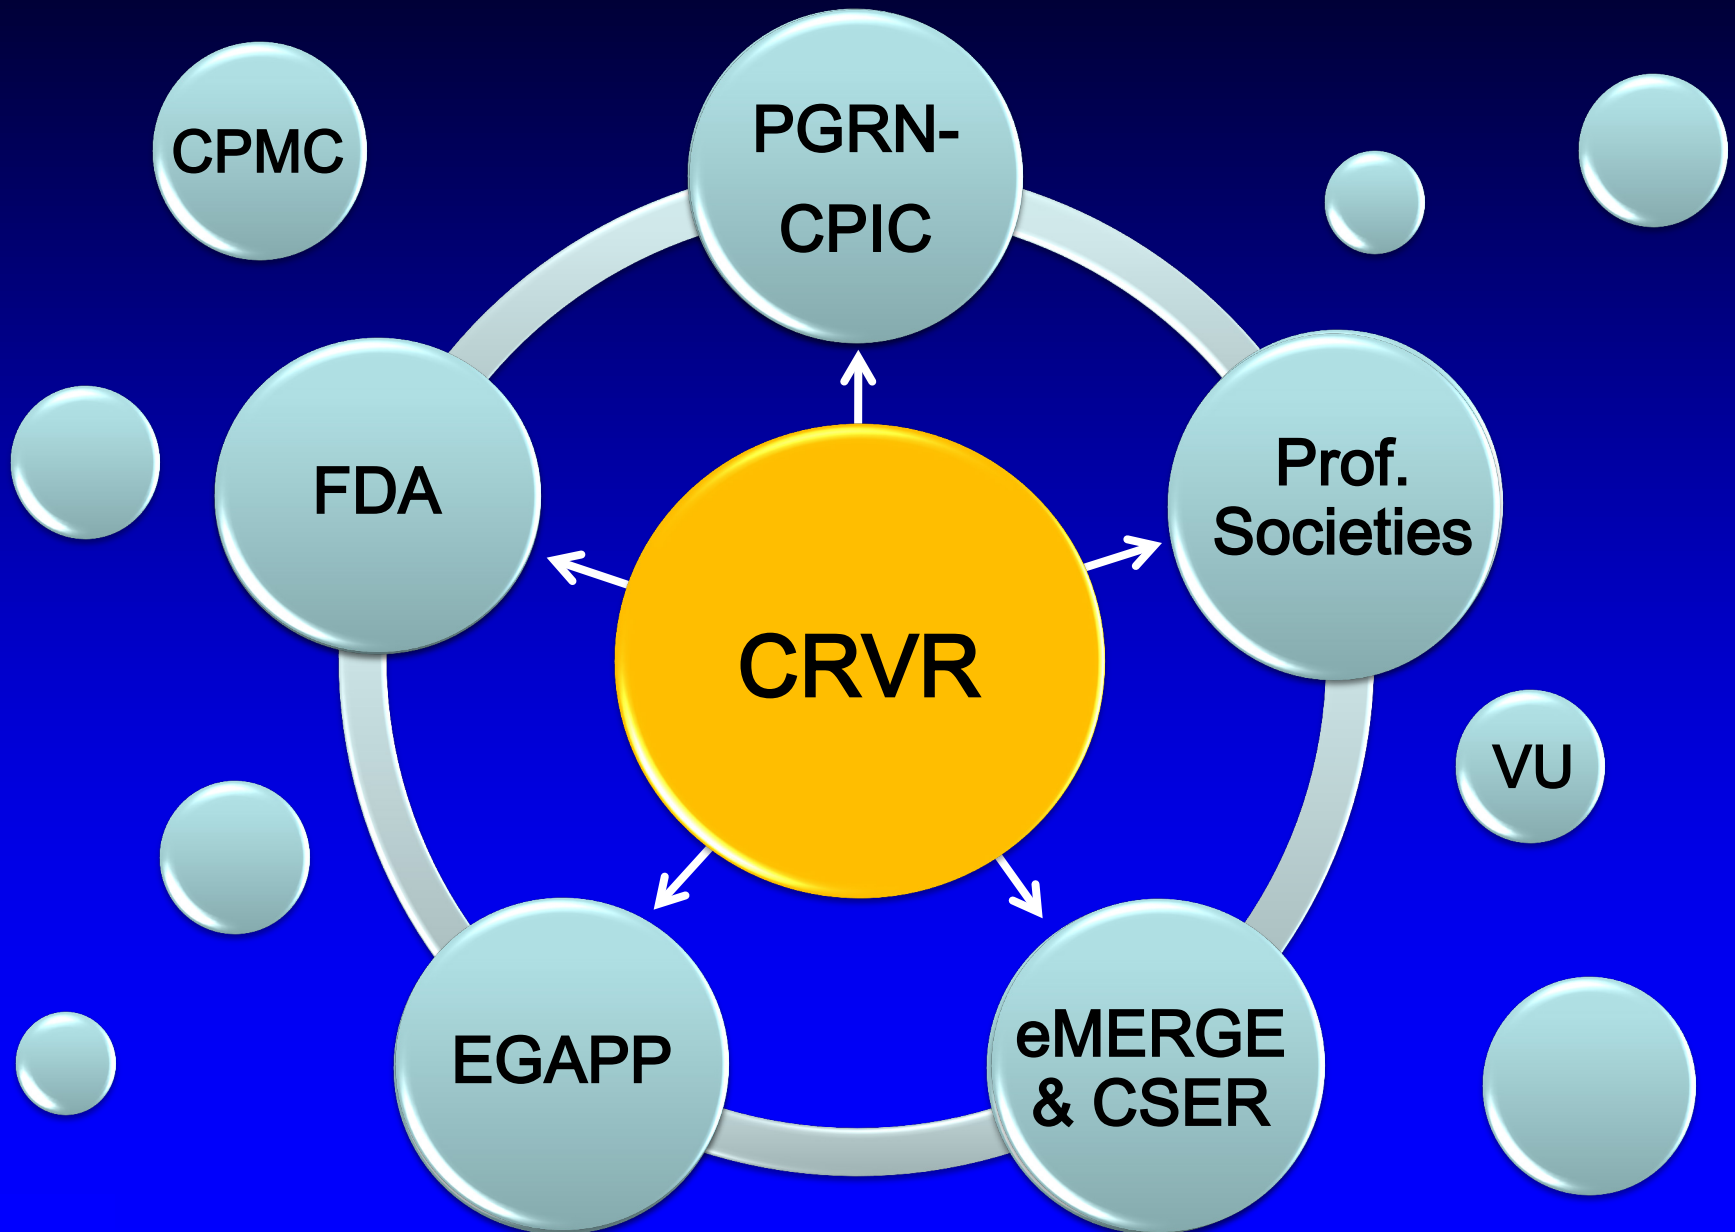 CPMC
PGRN-
CPIC
FDA
Prof.
Societies
CRVR
VU
EGAPP
eMERGE
& CSER